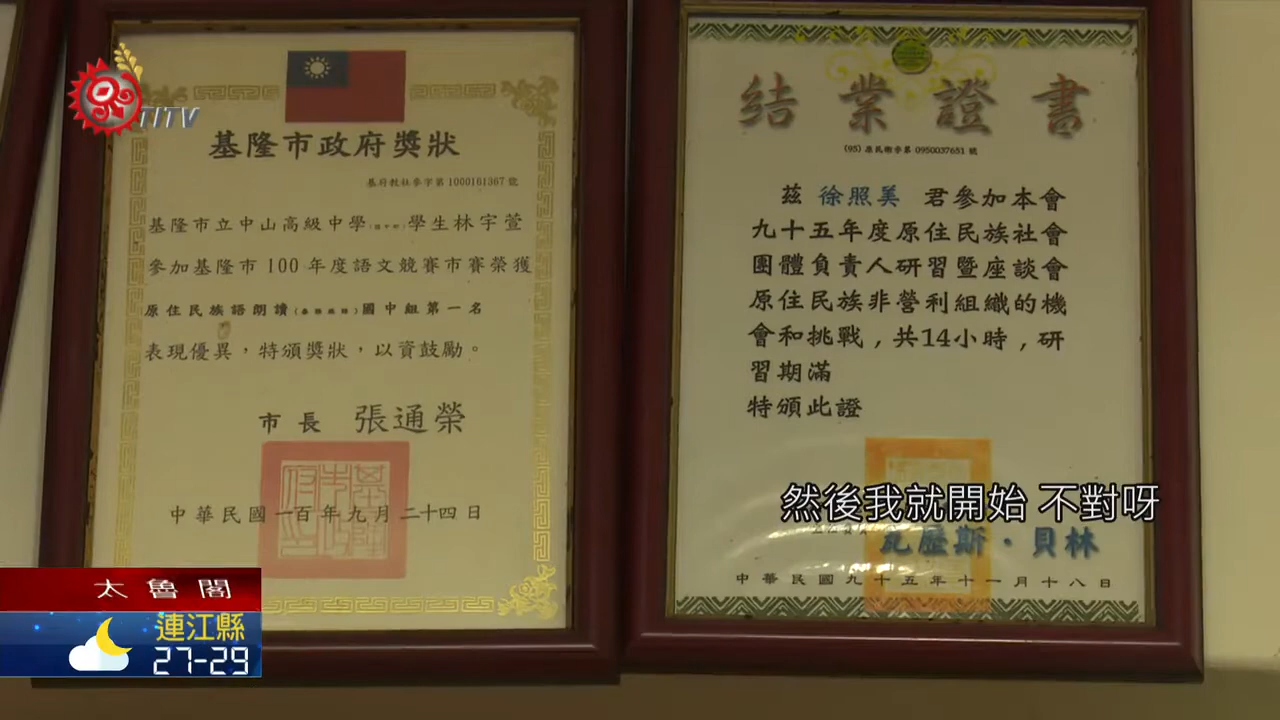 TITV
基隆市政府獎狀
基府教社參字第1000161367號
基隆市立中山高級中學 學生林宇萱
參加基隆市100年度語文競賽市賽榮獲
原住民族語朗讀 國中組第一名
表現優異，特頒獎狀，以資鼓勵。
市長 張通榮
中華民國一百年九月二十四日
結業證書
(95) 原民衛字第 0950037651 號
茲 徐照美 君參加本會
九十五年度原住民族社會
團體負責人研習暨座談會
原住民族非營利組織的機
會和挑戰，共14小時，研
習期滿
特頒此證
瓦歷斯．貝林
中華民國九十五年十一月十八日
然後我就開始 不對呀
太魯閣
連江縣
27-29